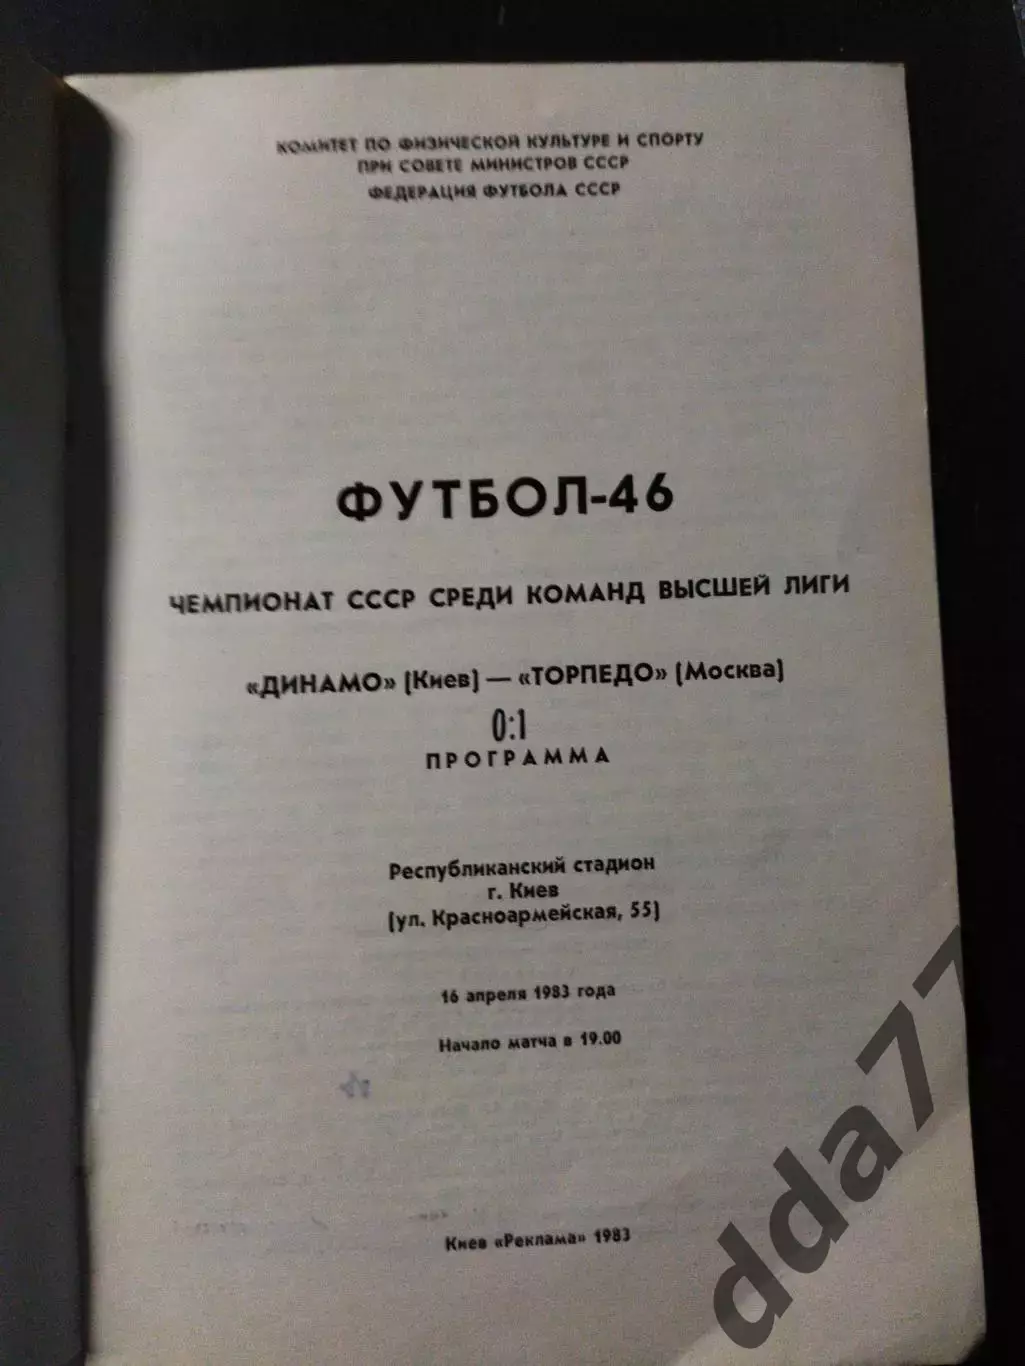 КОМИТЕТ ПО ФИЗИЧЕСКОЙ КУЛЬТУРЕ И СПОРТУ
ПРИ СОВЕТЕ МИНИСТРОВ СССР
ФЕДЕРАЦИЯ ФУТБОЛА СССР
ФУТБОЛ-46
ЧЕМПИОНАТ СССР СРЕДИ КОМАНД ВЫСШЕЙ ЛИГИ
«ДИНАМО» (Киев) — «ТОРПЕДО» (Москва)
0:1
ПРОГРАММА
Республиканский стадион
г. Киев
(ул. Красноармейская, 55)
16 апреля 1983 года
Начало матча в 19.00
Киев «Реклама» 1983
dda77